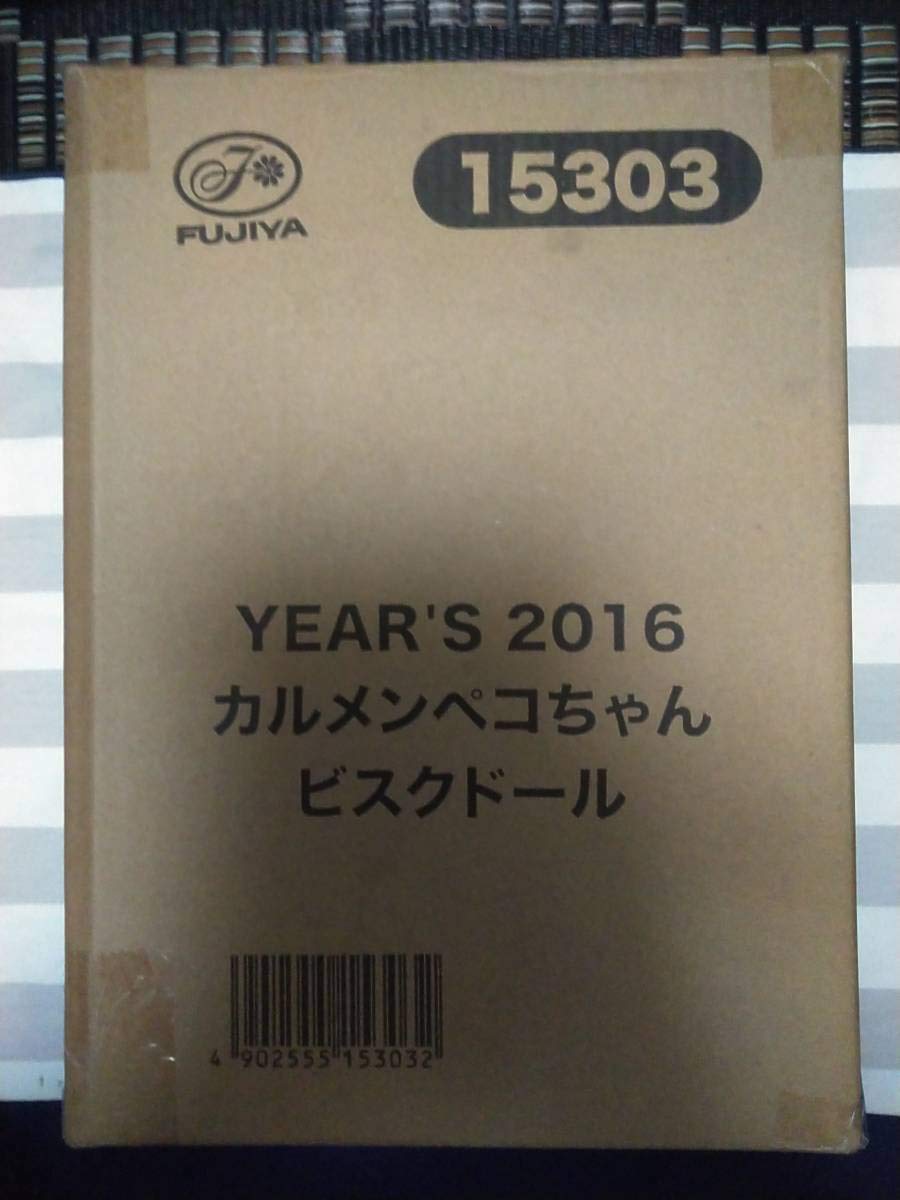 FUJIYA
15303
YEAR'S 2016
カルメンペコちゃん
ビスクドール
4 902555 153032